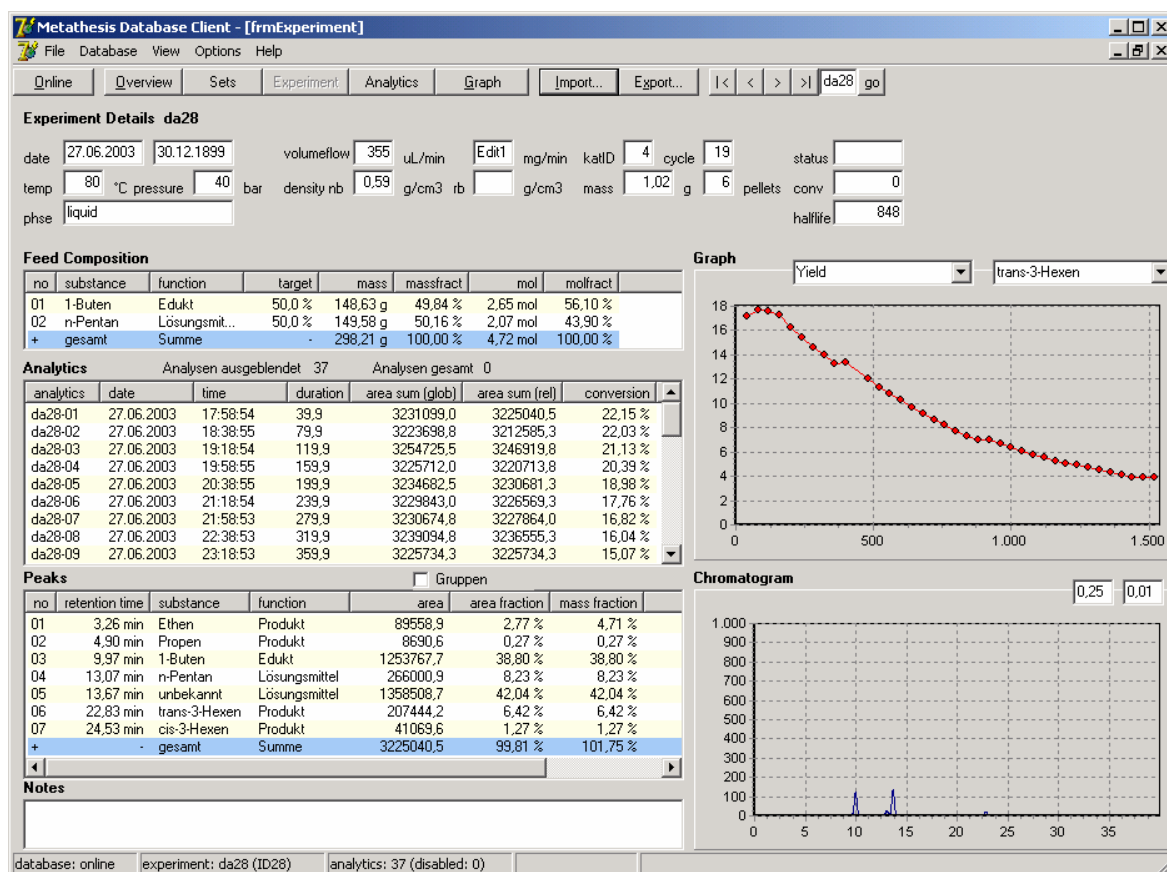 Metathesis Database Client - [frmExperiment]
File Database View Options Help
Online Overview Sets Experiment Analytics Graph Import... Export... |< < > >| da28 go
Experiment Details da28
date 27.06.2003 30.12.1899 volumeflow 355 uL/min Edit1 mg/min katID 4 cycle 19 status
temp 80 °C pressure 40 bar density nb 0,59 g/cm3 rb g/cm3 mass 1,02 g 6 pellets conv 0
phse liquid halflife 848
Feed Composition
no substance function target mass massfract mol molfract
01 1-Buten Edukt 50,0 % 148,63 g 49,84 % 2,65 mol 56,10 %
02 n-Pentan Lösungsmit... 50,0 % 149,58 g 50,16 % 2,07 mol 43,90 %
+ gesamt Summe - 298,21 g 100,00 % 4,72 mol 100,00 %
Analytics Analysen ausgeblendet 37 Analysen gesamt 0
analytics date time duration area sum (glob) area sum (rel) conversion
da28-01 27.06.2003 17:58:54 39,9 3231099,0 3225040,5 22,15 %
da28-02 27.06.2003 18:38:55 79,9 3223698,8 3212585,3 22,03 %
da28-03 27.06.2003 19:18:54 119,9 3254725,5 3246919,8 21,13 %
da28-04 27.06.2003 19:58:55 159,9 3225712,0 3220713,8 20,39 %
da28-05 27.06.2003 20:38:55 199,9 3234682,5 3230681,3 18,98 %
da28-06 27.06.2003 21:18:54 239,9 3229843,0 3226569,3 17,76 %
da28-07 27.06.2003 21:58:53 279,9 3230674,8 3227864,0 16,82 %
da28-08 27.06.2003 22:38:53 319,9 3239094,8 3236555,3 16,04 %
da28-09 27.06.2003 23:18:53 359,9 3225734,3 3225734,3 15,07 %
Peaks Gruppen
no retention time substance function area area fraction mass fraction
01 3,26 min Ethen Produkt 89558,9 2,77 % 4,71 %
02 4,90 min Propen Produkt 8690,6 0,27 % 0,27 %
03 9,97 min 1-Buten Edukt 1253767,7 38,80 % 38,80 %
04 13,07 min n-Pentan Lösungsmittel 266000,9 8,23 % 8,23 %
05 13,67 min unbekannt Lösungsmittel 1358508,7 42,04 % 42,04 %
06 22,83 min trans-3-Hexen Produkt 207444,2 6,42 % 6,42 %
07 24,53 min cis-3-Hexen Produkt 41069,6 1,27 % 1,27 %
+ - gesamt Summe 3225040,5 99,81 % 101,75 %
Notes
Graph Yield trans-3-Hexen
18
16
14
12
10
8
6
4
2
0
0 500 1.000 1.500
Chromatogram 0,25 0,01
1.000
900
800
700
600
500
400
300
200
100
0
0 5 10 15 20 25 30 35
database: online experiment: da28 (ID28) analytics: 37 (disabled: 0)